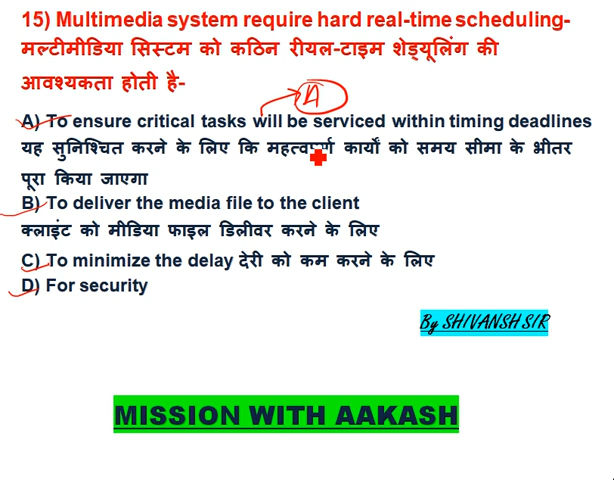 15) Multimedia system require hard real-time scheduling-
मल्टीमीडिया सिस्टम को कठिन रीयल-टाइम शेड्यूलिंग की
आवश्यकता होती है-
A
A) To ensure critical tasks will be serviced within timing deadlines
यह सुनिश्चित करने के लिए कि महत्वपूर्ण कार्यों को समय सीमा के भीतर
पूरा किया जाएगा
B) To deliver the media file to the client
क्लाइंट को मीडिया फाइल डिलीवर करने के लिए
C) To minimize the delay देरी को कम करने के लिए
D) For security
By SHIVANSH SIR
MISSION WITH AAKASH